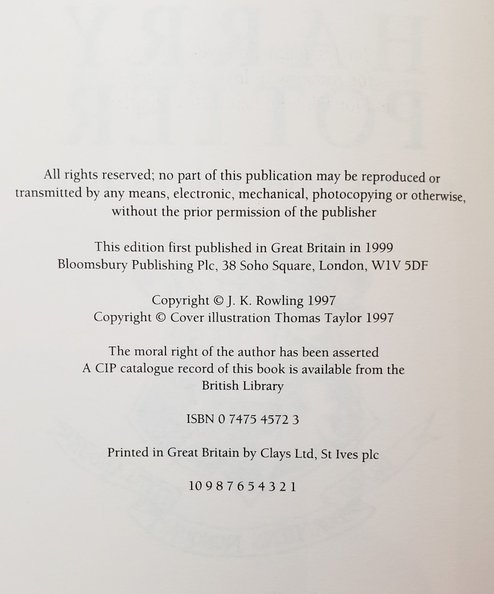 All rights reserved; no part of this publication may be reproduced or
transmitted by any means, electronic, mechanical, photocopying or otherwise,
without the prior permission of the publisher
This edition first published in Great Britain in 1999
Bloomsbury Publishing Plc, 38 Soho Square, London, W1V 5DF
Copyright © J. K. Rowling 1997
Copyright © Cover illustration Thomas Taylor 1997
The moral right of the author has been asserted
A CIP catalogue record of this book is available from the
British Library
ISBN 0 7475 4572 3
Printed in Great Britain by Clays Ltd, St Ives plc
10 9 8 7 6 5 4 3 2 1